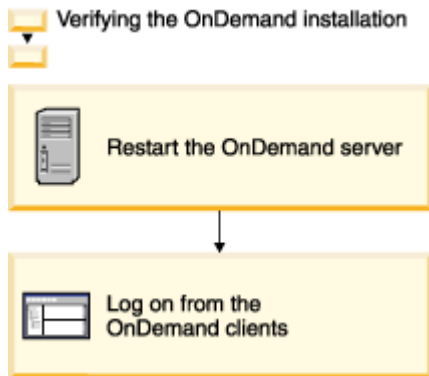 Verifying the OnDemand installation
Restart the OnDemand server
Log on from the
OnDemand clients